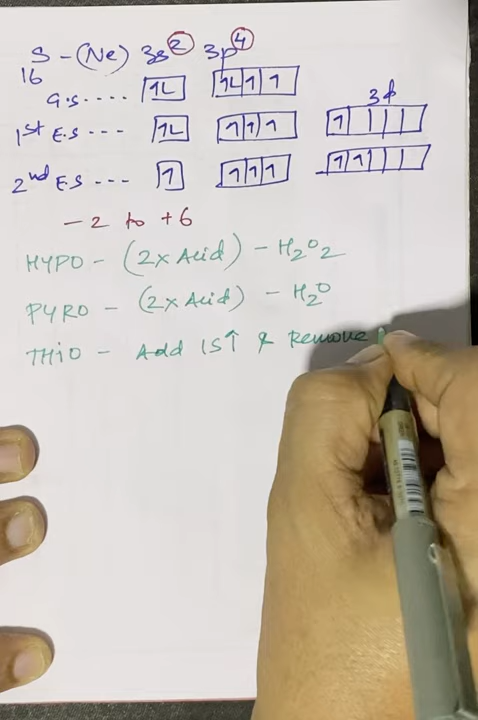 16S - (Ne) 3s2 3p4
G.S.... 1L 1L 1 1 3d
1st E.S --- 1L 1 1 1 1
2nd E.S --- 1 1 1 1 1 1
-2 to +6
HYPO - (2x Acid) - H2O2
PYRO - (2x Acid) - H2O
THiO - Add 1S↑ & Remove